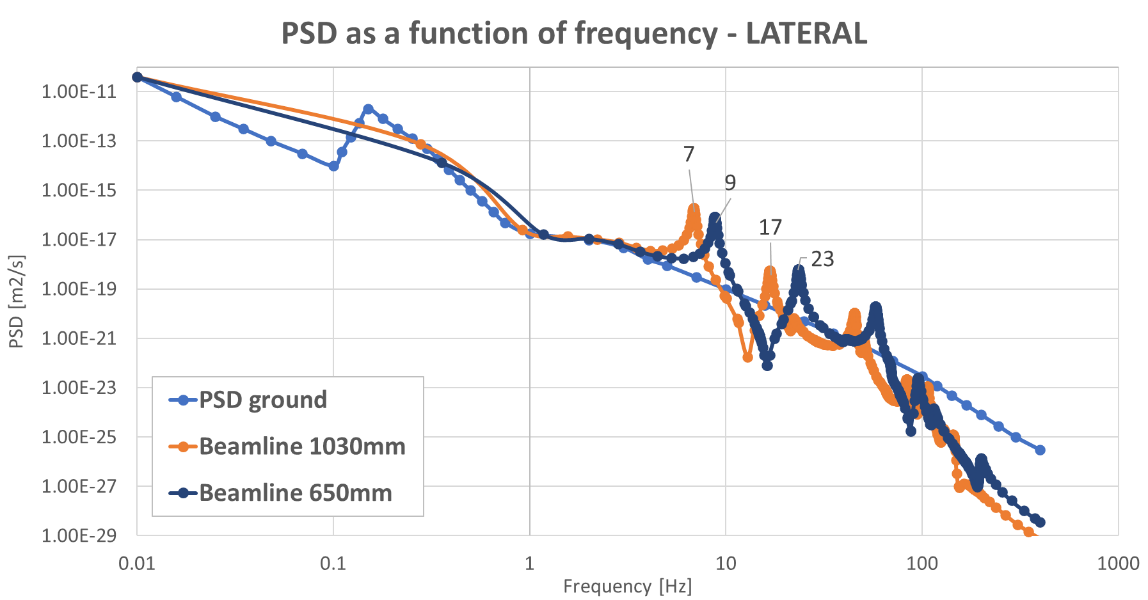 PSD as a function of frequency - LATERAL
1.00E-11
1.00E-13
1.00E-15
1.00E-17
1.00E-19
1.00E-21
1.00E-23
1.00E-25
1.00E-27
1.00E-29
PSD [m2/s]
7
9
17
23
PSD ground
Beamline 1030mm
Beamline 650mm
0.01 0.1 1 10 100 1000
Frequency [Hz]